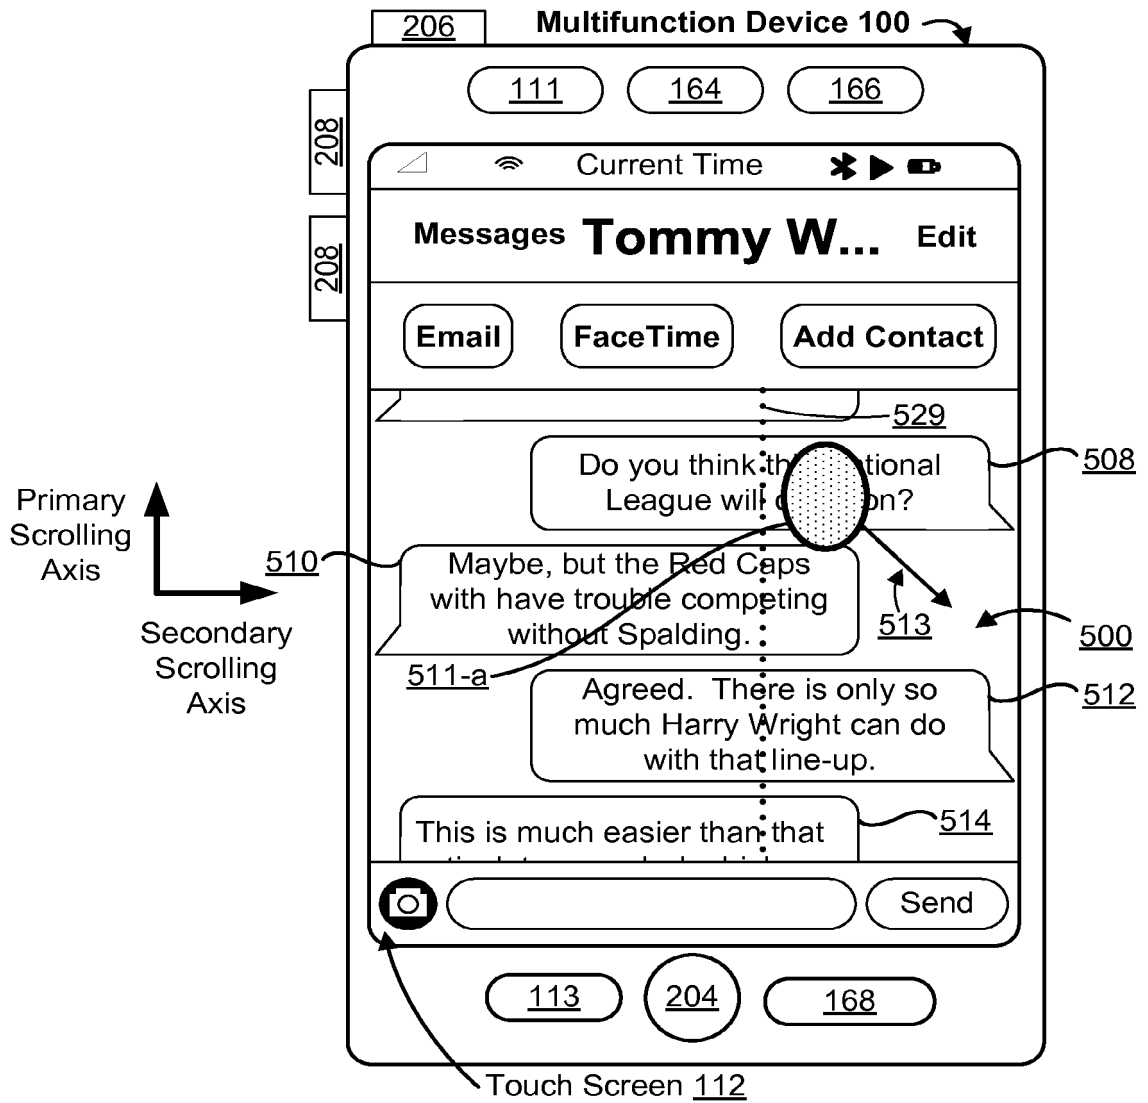 206
Multifunction Device 100
111
164
166
208
208
Current Time
Messages
Tommy W...
Edit
Email
FaceTime
Add Contact
529
Do you think
tional
League will
on?
508
Primary
Scrolling
Axis
Secondary
Scrolling
Axis
510
Maybe, but the Red Caps
with have trouble competing
without Spalding.
513
500
511-a
Agreed. There is only so
much Harry Wright can do
with that line-up.
512
This is much easier than that
514
Send
113
204
168
Touch Screen 112